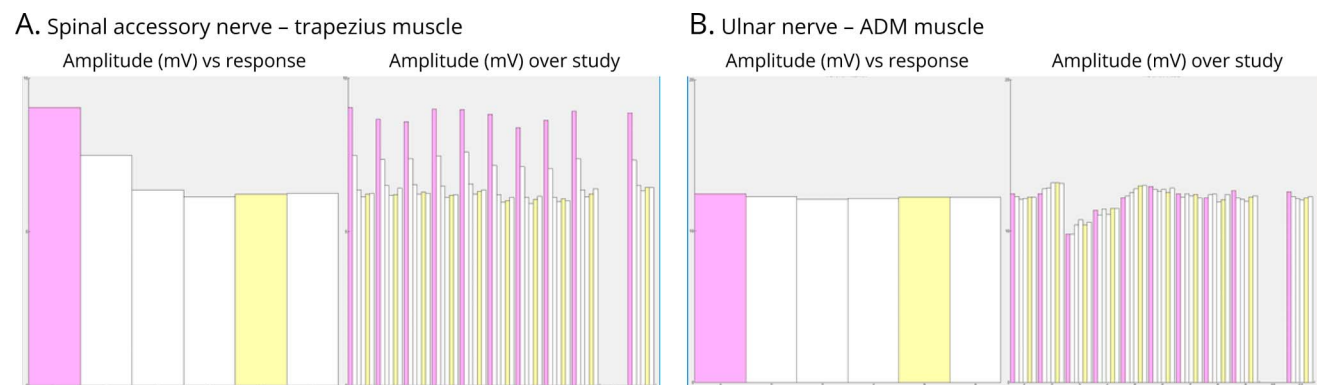 A. Spinal accessory nerve – trapezius muscle
Amplitude (mV) vs response
Amplitude (mV) over study
B. Ulnar nerve – ADM muscle
Amplitude (mV) vs response
Amplitude (mV) over study